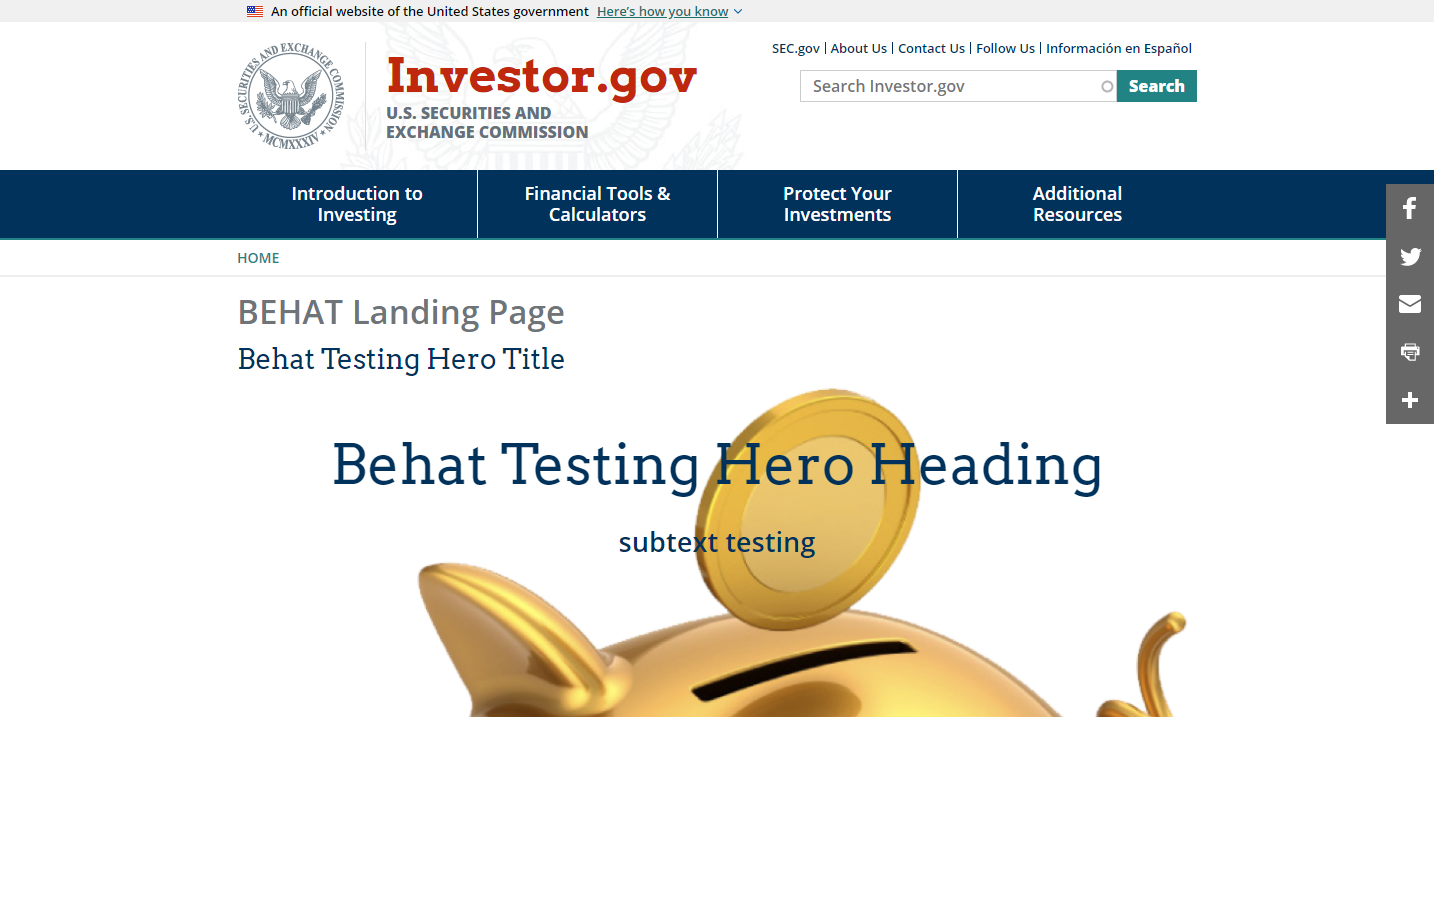 An official website of the United States government Here's how you know
SEC.gov | About Us | Contact Us | Follow Us | Información en Español
U.S. SECURITIES AND EXCHANGE COMMISSION
MCMXXXIV
Investor.gov
U.S. SECURITIES AND
EXCHANGE COMMISSION
Search Investor.gov
Search
Introduction to
Investing
Financial Tools &
Calculators
Protect Your
Investments
Additional
Resources
HOME
BEHAT Landing Page
Behat Testing Hero Title
Behat Testing Hero Heading
subtext testing